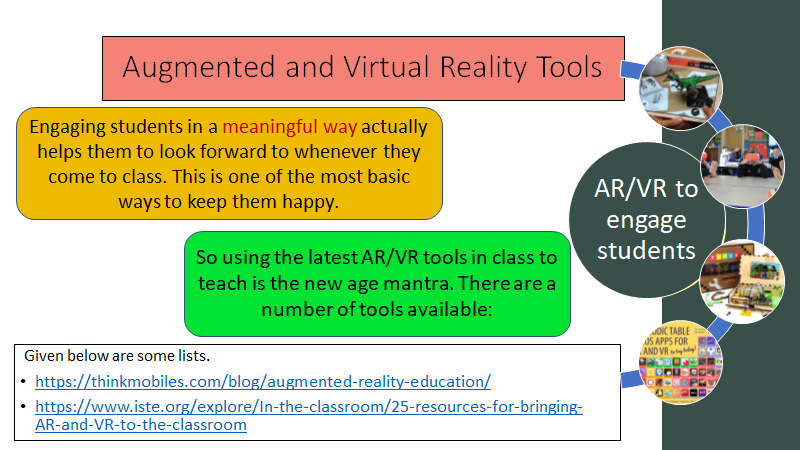 Augmented and Virtual Reality Tools
Engaging students in a meaningful way actually
helps them to look forward to whenever they
come to class. This is one of the most basic
ways to keep them happy.
So using the latest AR/VR tools in class to
teach is the new age mantra. There are a
number of tools available:
Given below are some lists.
• https://thinkmobiles.com/blog/augmented-reality-education/
• https://www.iste.org/explore/In-the-classroom/25-resources-for-bringing-
AR-and-VR-to-the-classroom
AR/VR to
engage
students
ODIC TABLE
OS APPS FOR
AND VR